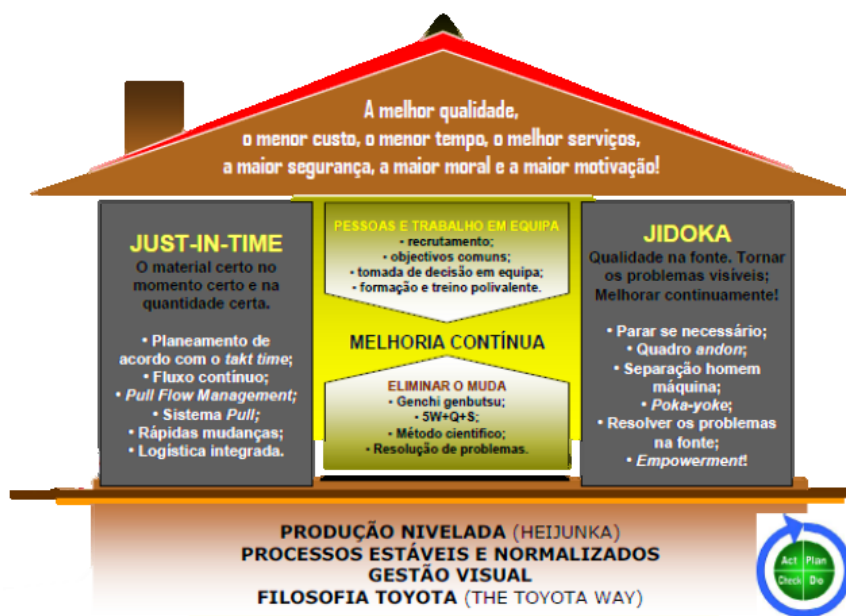 A melhor qualidade,
o menor custo, o menor tempo, o melhor serviços,
a maior segurança, a maior moral e a maior motivação!
JUST-IN-TIME
O material certo no
momento certo e na
quantidade certa.
• Planeamento de
acordo com o takt time;
• Fluxo contínuo;
• Pull Flow Management;
• Sistema Pull;
• Rápidas mudanças;
• Logística integrada.
PESSOAS E TRABALHO EM EQUIPA
• recrutamento;
• objectivos comuns;
• tomada de decisão em equipa;
• formação e treino polivalente.
MELHORIA CONTÍNUA
ELIMINAR O MUDA
• Genchi genbutsu;
• 5W+Q+S;
• Método científico;
• Resolução de problemas.
JIDOKA
Qualidade na fonte. Tornar
os problemas visíveis;
Melhorar continuamente!
• Parar se necessário;
• Quadro andon;
• Separação homem
máquina;
• Poka-yoke;
• Resolver os problemas
na fonte;
• Empowerment!
PRODUÇÃO NIVELADA (HEIJUNKA)
PROCESSOS ESTÁVEIS E NORMALIZADOS
GESTÃO VISUAL
FILOSOFIA TOYOTA (THE TOYOTA WAY)
Act Plan
Check Do